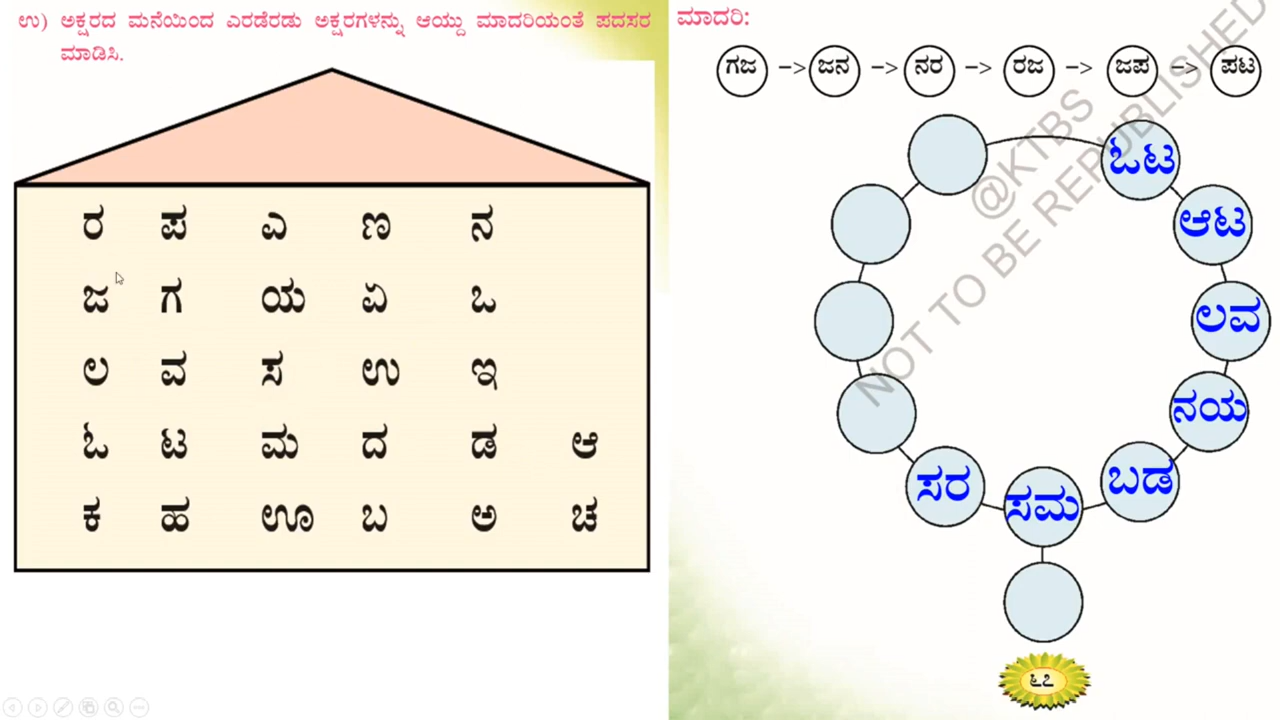 ಉ) ಅಕ್ಷರದ ಮನೆಯಿಂದ ಎರಡೆರಡು ಅಕ್ಷರಗಳನ್ನು ಆಯ್ದು ಮಾದರಿಯಂತೆ ಪದಸರ
ಮಾಡಿಸಿ.
ರ ಪ ಎ ಣ ನ
ಜ ಗ ಯ ಏ ಒ
ಲ ವ ಸ ಉ ಇ
ಓ ಟ ಮ ದ ಡ ಆ
ಕ ಹ ಊ ಬ ಅ ಚ
ಮಾದರಿ:
ಗಜ –> ಜನ –> ನರ –> ರಜ –> ಜಪ –> ಪಟ
ಓಟ
ಆಟ
ಲವ
ನಯ
ಬಡ
ಸಮ
ಸರ
@KTBS
NOT TO BE REPUBLISHED
೬೭